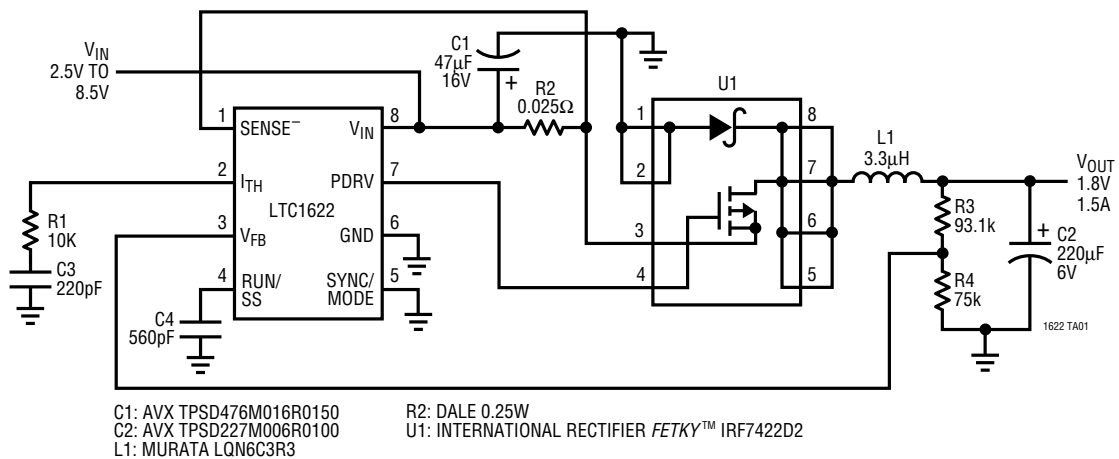 VIN
2.5V TO
8.5V
C1
47µF
16V
+
R2
0.025Ω
U1
1
SENSE–
VIN
8
2
ITH
PDRV
7
LTC1622
3
VFB
GND
6
4
RUN/
SS
SYNC/
MODE
5
R1
10K
C3
220pF
C4
560pF
1
2
3
4
8
7
6
5
L1
3.3µH
VOUT
1.8V
1.5A
R3
93.1k
R4
75k
+
C2
220µF
6V
1622 TA01
C1: AVX TPSD476M016R0150
C2: AVX TPSD227M006R0100
L1: MURATA LQN6C3R3
R2: DALE 0.25W
U1: INTERNATIONAL RECTIFIER FETKY™ IRF7422D2